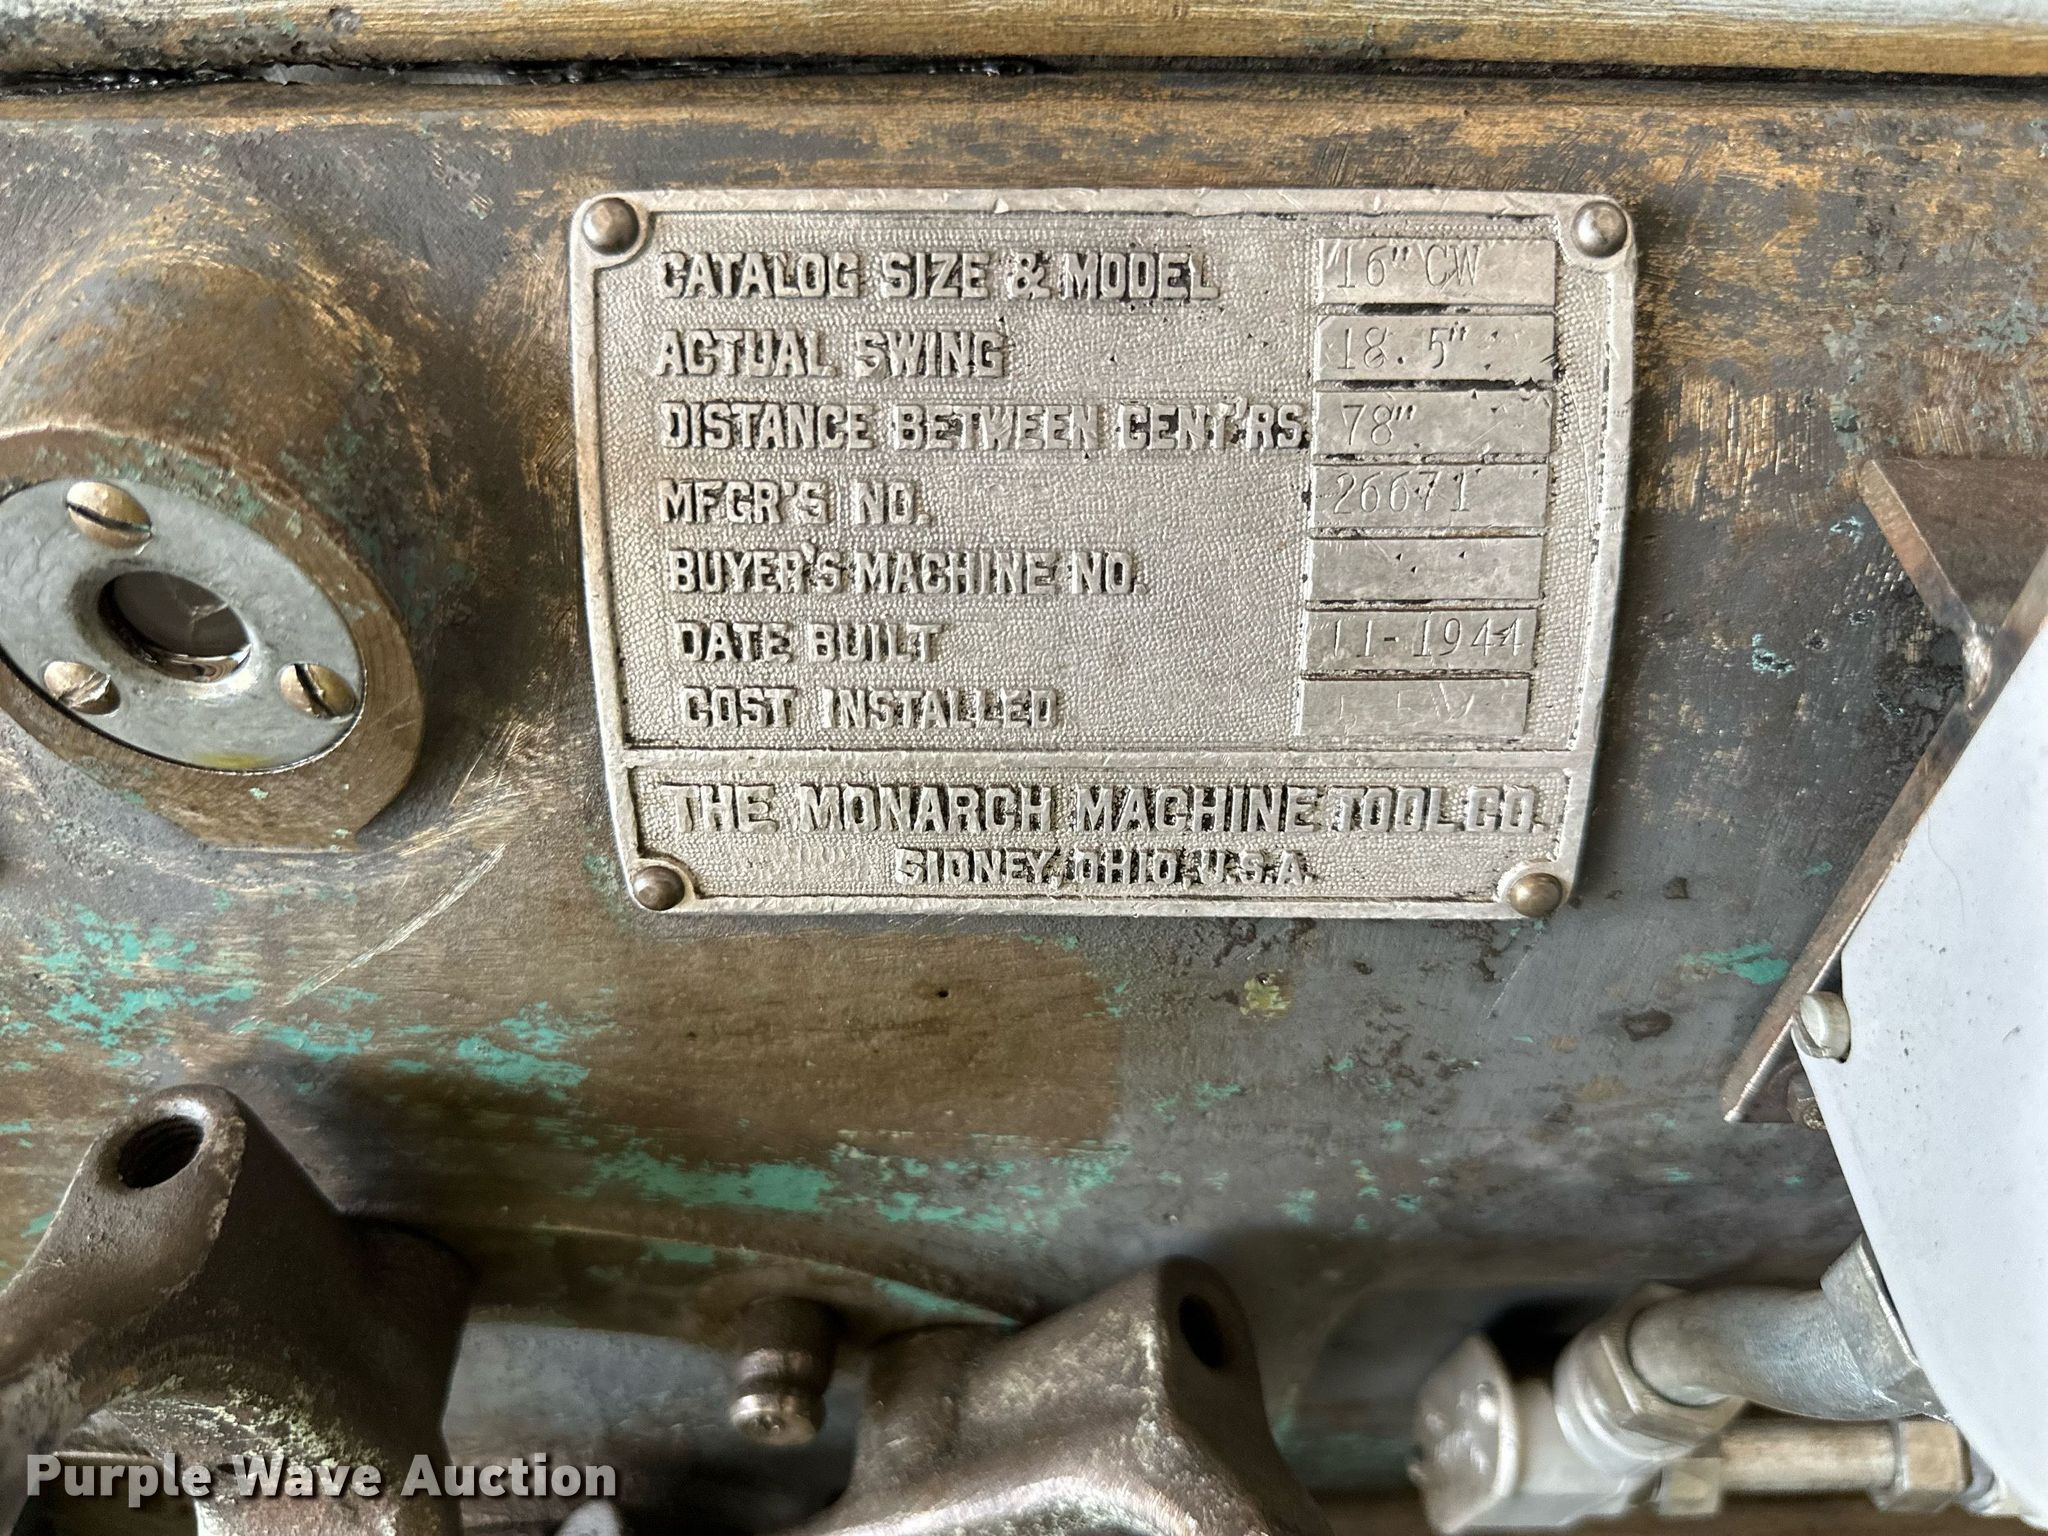 CATALOG SIZE & MODEL 16" CW
ACTUAL SWING 18.5"
DISTANCE BETWEEN CENT'RS. 78"
MFGR'S NO. 26671
BUYER'S MACHINE NO.
DATE BUILT 11-1944
COST INSTALLED
THE MONARCH MACHINE TOOL CO.
SIDNEY, OHIO, U.S.A.
Purple Wave Auction